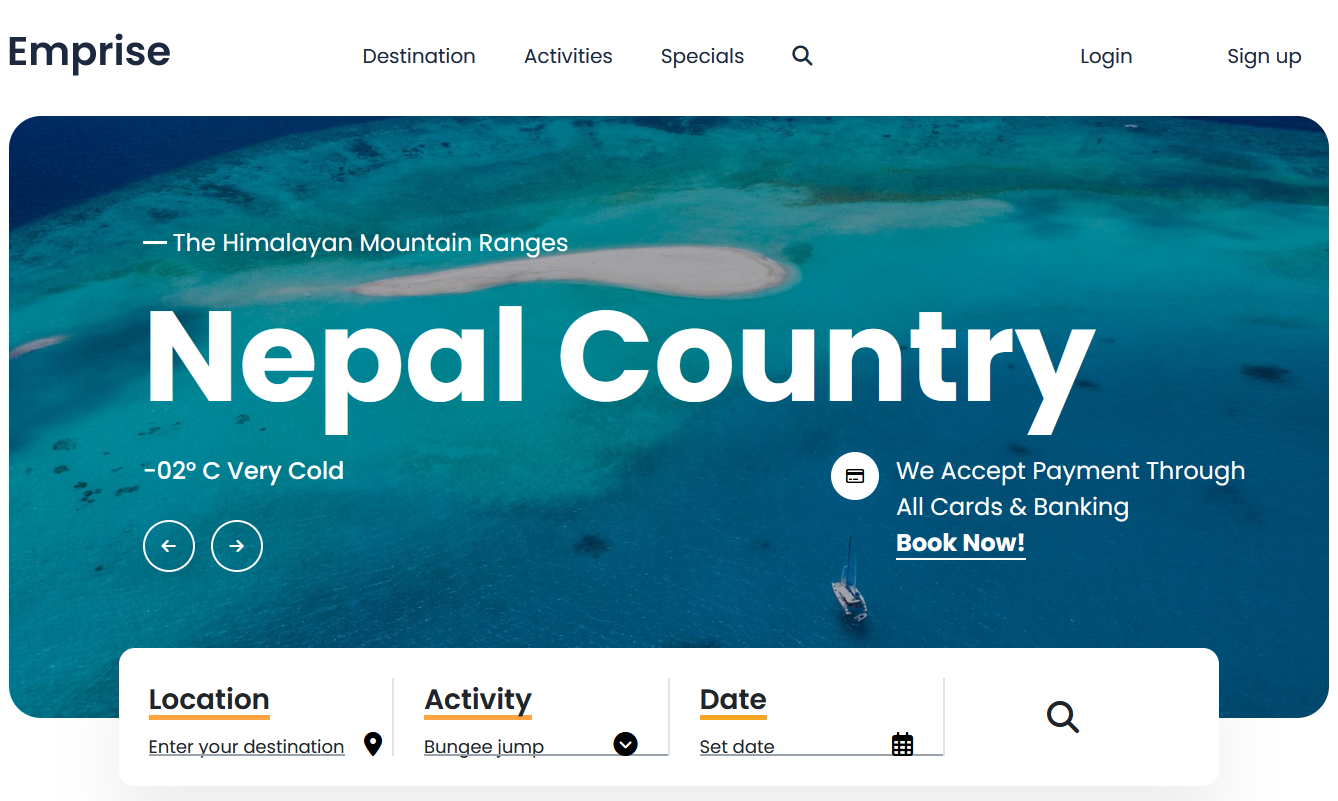 Emprise
Destination
Activities
Specials
Login
Sign up
The Himalayan Mountain Ranges
Nepal Country
-02° C Very Cold
We Accept Payment Through
All Cards & Banking
Book Now!
Location
Enter your destination
Activity
Bungee jump
Date
Set date